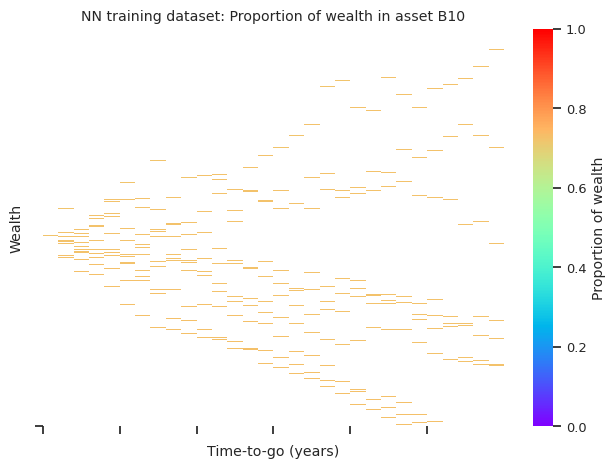 NN training dataset: Proportion of wealth in asset B10
Wealth
Time-to-go (years)
1.0
0.8
0.6
0.4
0.2
0.0
Proportion of wealth